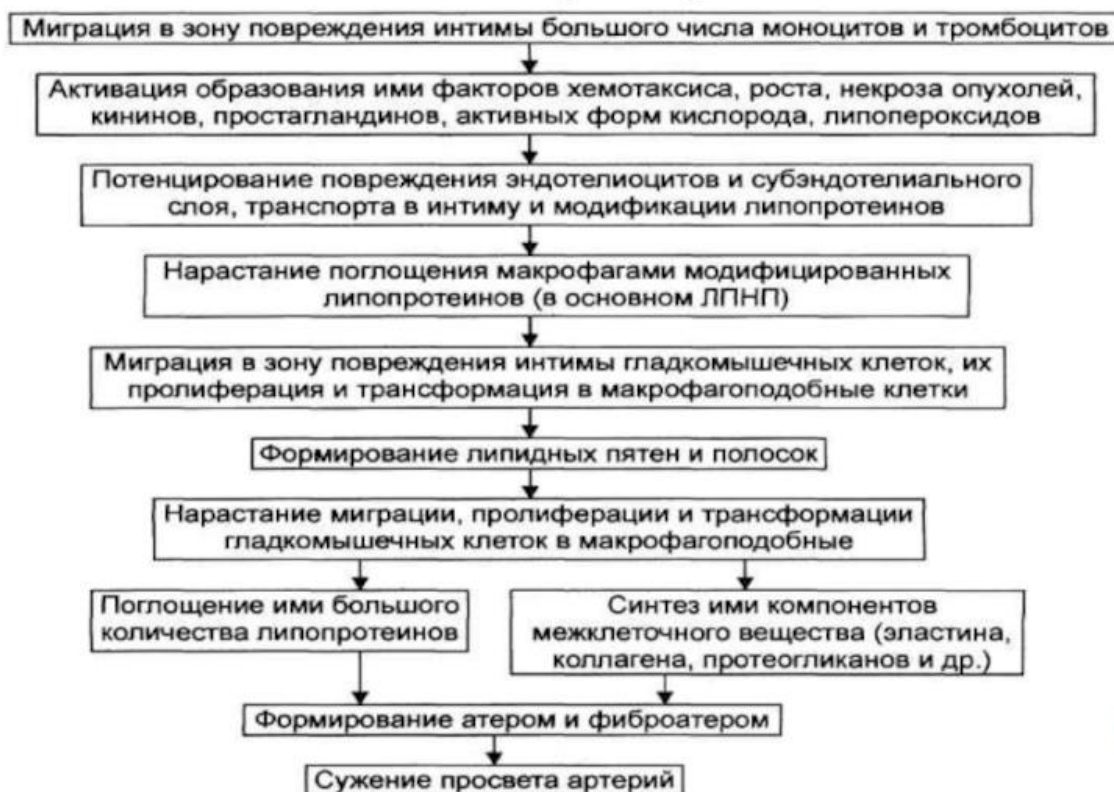 Миграция в зону повреждения интимы большого числа моноцитов и тромбоцитов
Активация образования ими факторов хемотаксиса, роста, некроза опухолей,
кининов, простагландинов, активных форм кислорода, липопероксидов
Потенцирование повреждения эндотелиоцитов и субэндотелиального
слоя, транспорта в интиму и модификации липопротеинов
Нарастание поглощения макрофагами модифицированных
липопротеинов (в основном ЛПНП)
Миграция в зону повреждения интимы гладкомышечных клеток, их
пролиферация и трансформация в макрофагоподобные клетки
Формирование липидных пятен и полосок
Нарастание миграции, пролиферации и трансформации
гладкомышечных клеток в макрофагоподобные
Поглощение ими большого
количества липопротеинов
Синтез ими компонентов
межклеточного вещества (эластина,
коллагена, протеогликанов и др.)
Формирование атером и фиброатером
Сужение просвета артерий